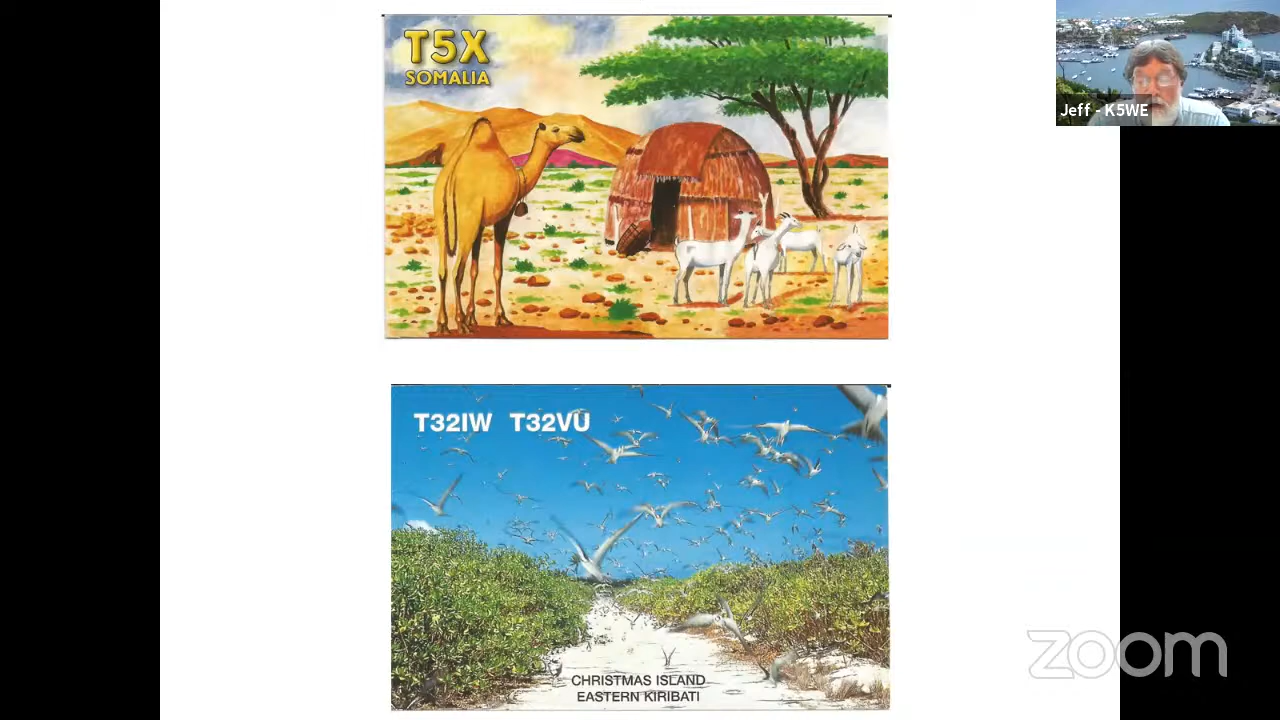 T5X
SOMALIA
Jeff - K5WE
T32IW T32VU
CHRISTMAS ISLAND
EASTERN KIRIBATI
zoom